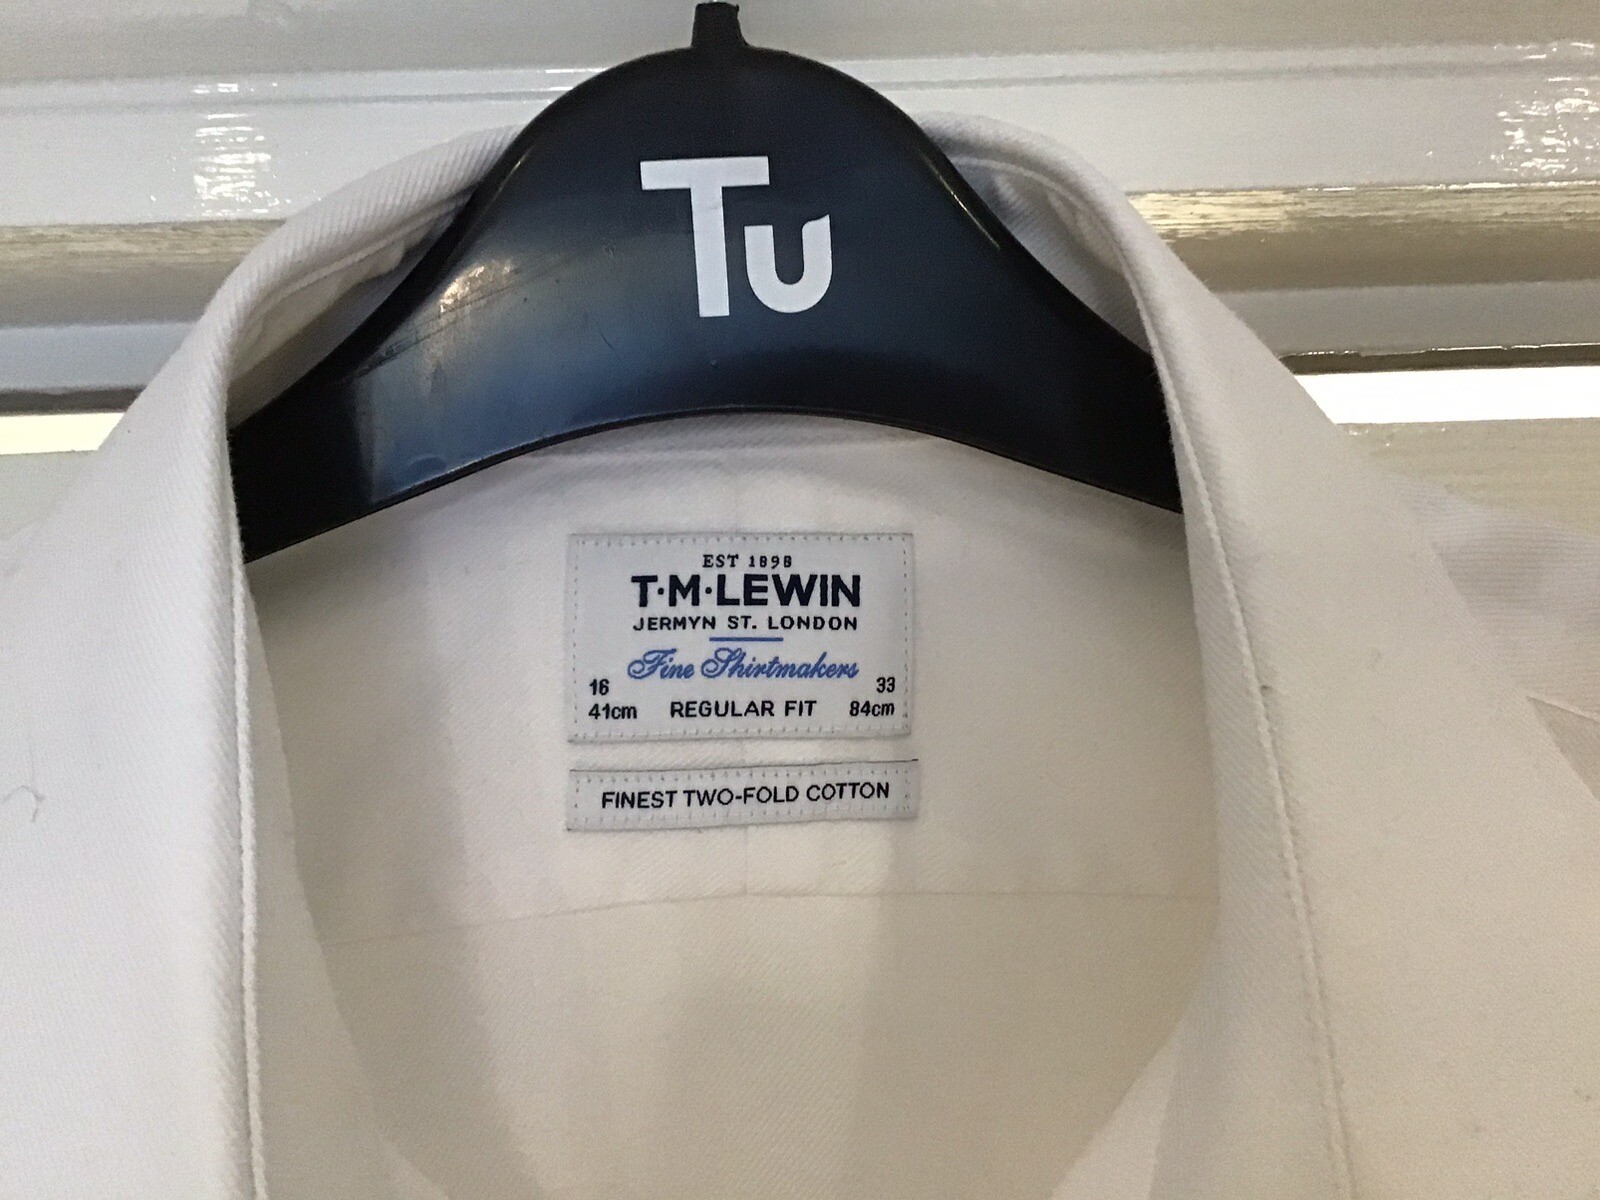 Tu
EST 1898
T·M·LEWIN
JERMYN ST. LONDON
Fine Shirtmakers
16 33
41cm REGULAR FIT 84cm
FINEST TWO-FOLD COTTON